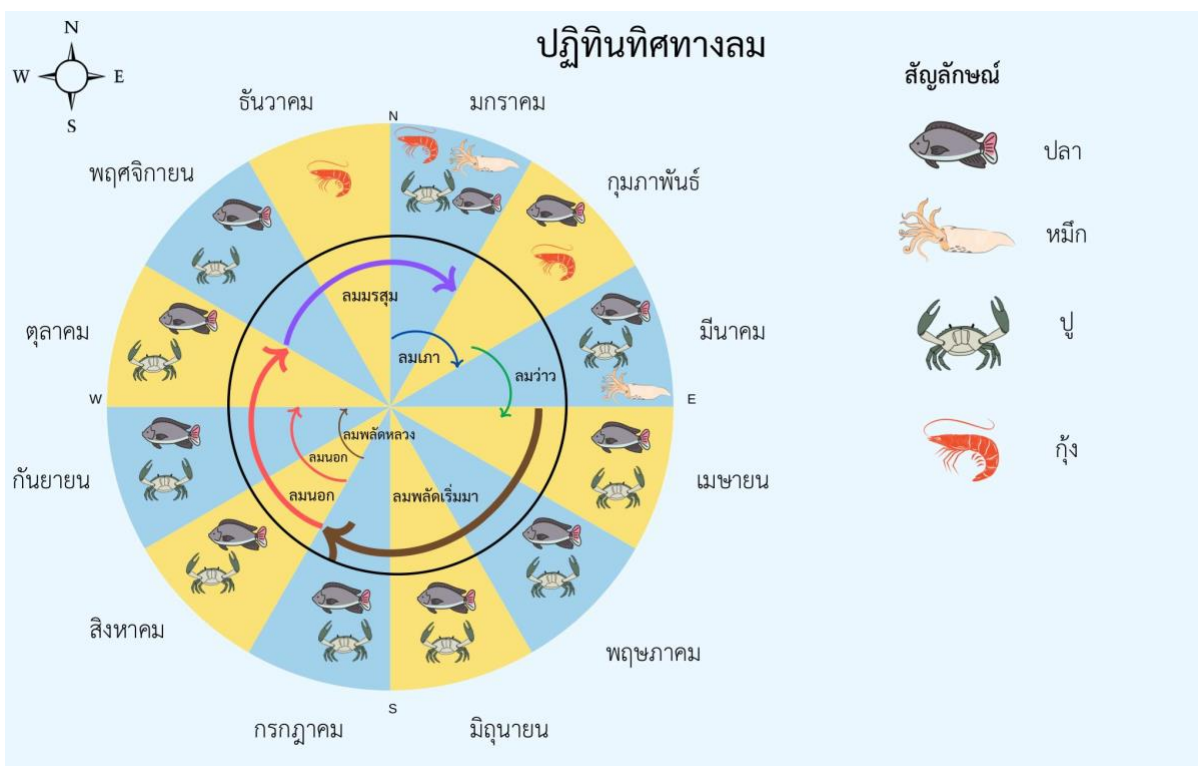 ปฏิทินทิศทางลม
N
W
E
S
สัญลักษณ์
ปลา
หมึก
ปู
กุ้ง
ธันวาคม
มกราคม
พฤศจิกายน
กุมภาพันธ์
ตุลาคม
มีนาคม
กันยายน
เมษายน
สิงหาคม
พฤษภาคม
กรกฎาคม
มิถุนายน
N
W
E
S
ลมมรสุม
ลมเภา
ลมว่าว
ลมพลัดหลวง
ลมนอก
ลมนอก
ลมพลัดเริ่มมา